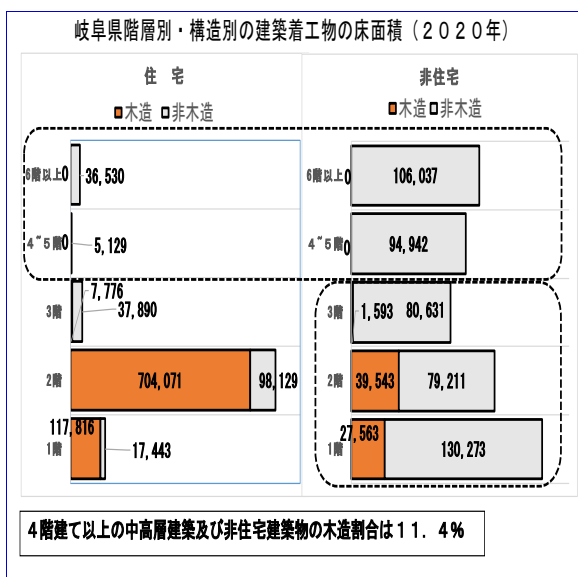 岐阜県階層別・構造別の建築着工物の床面積（２０２０年）
住　宅
木造 非木造
6階以上 0 36,530
4~5階 0 5,129
3階 7,776 37,890
2階 704,071 98,129
1階 117,816 17,443
非住宅
木造 非木造
6階以上 0 106,037
4~5階 0 94,942
3階 1,593 80,631
2階 39,543 79,211
1階 27,563 130,273
４階建て以上の中高層建築及び非住宅建築物の木造割合は１１．４％